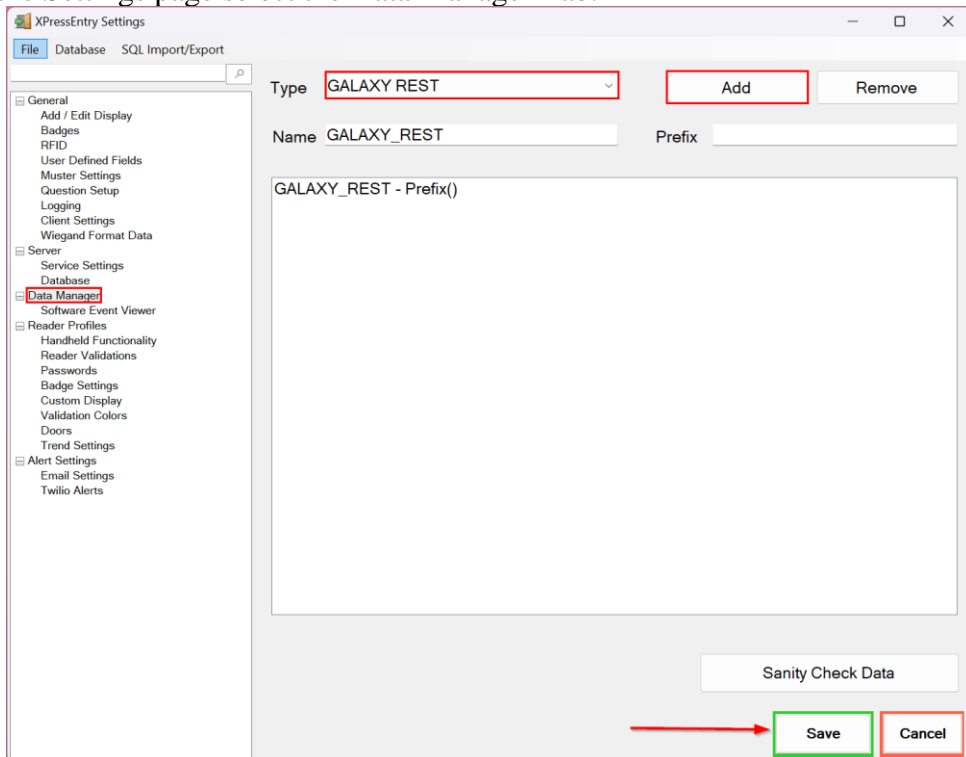 XPressEntry Settings
File Database SQL Import/Export
General
Add / Edit Display
Badges
RFID
User Defined Fields
Muster Settings
Question Setup
Logging
Client Settings
Wiegand Format Data
Server
Service Settings
Database
Data Manager
Software Event Viewer
Reader Profiles
Handheld Functionality
Reader Validations
Passwords
Badge Settings
Custom Display
Validation Colors
Doors
Trend Settings
Alert Settings
Email Settings
Twilio Alerts
Type GALAXY REST Add Remove
Name GALAXY_REST Prefix
GALAXY_REST - Prefix()
Sanity Check Data
Save Cancel